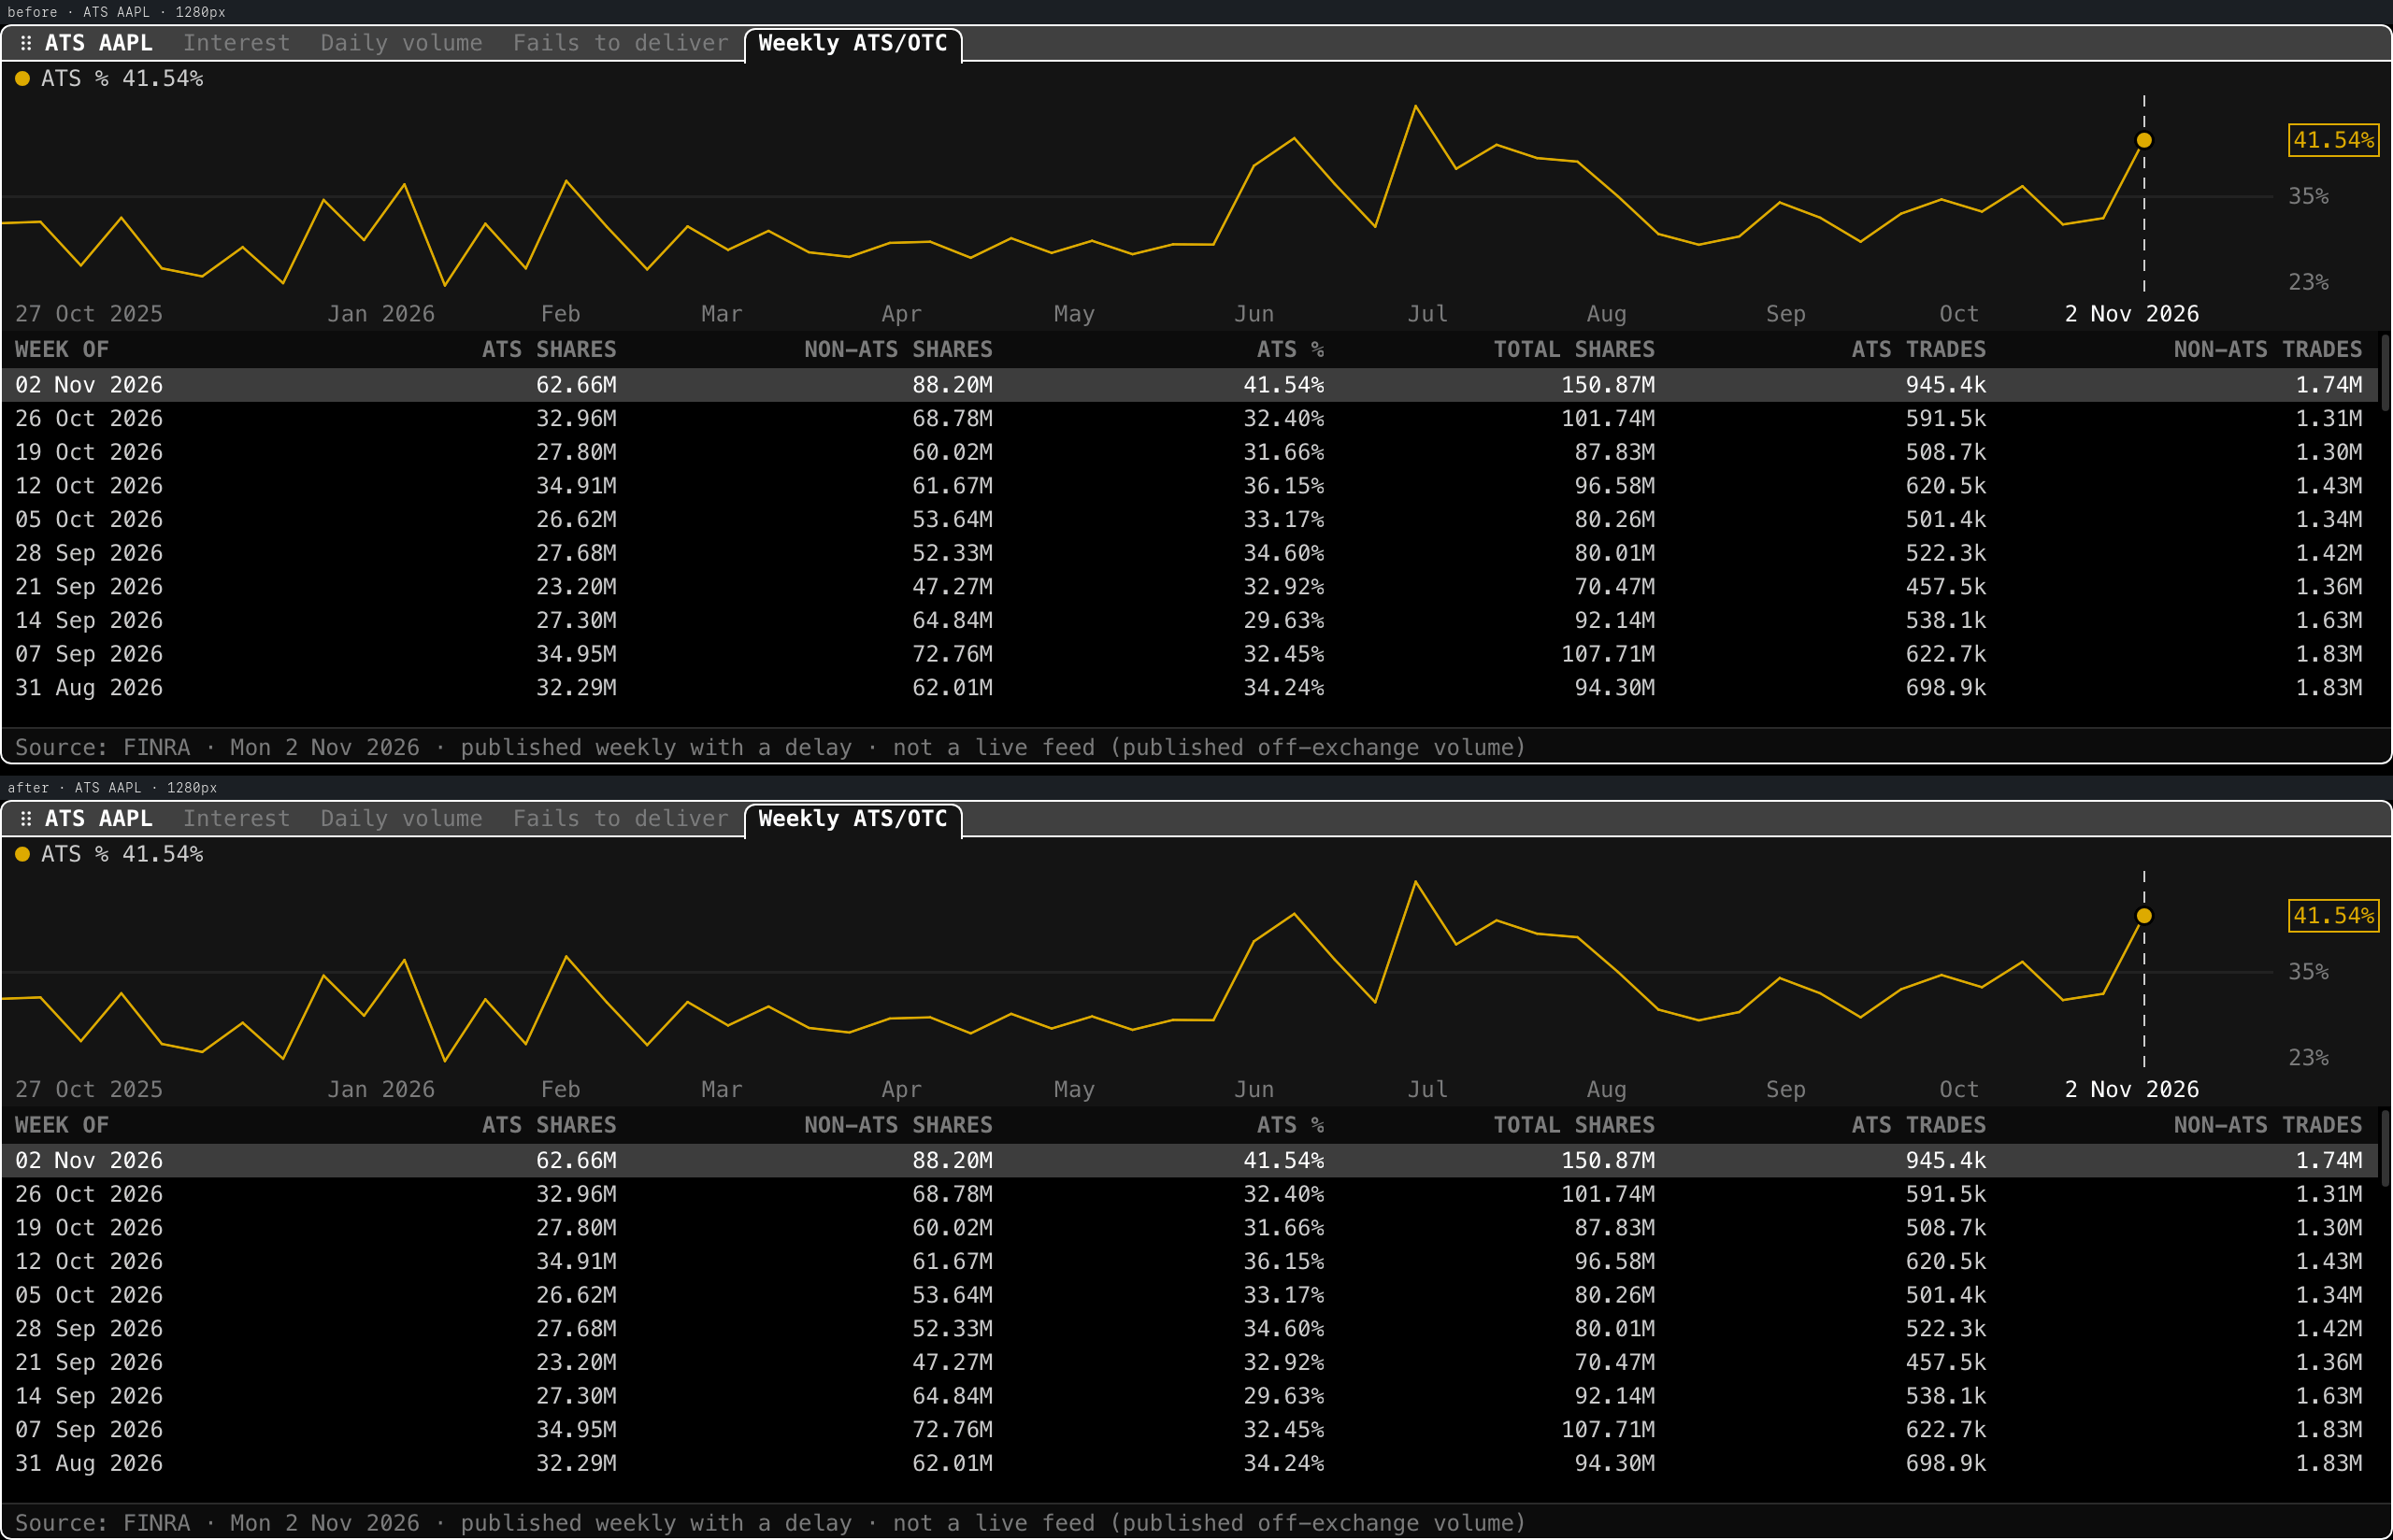 before · ATS AAPL · 1280px
ATS AAPL Interest Daily volume Fails to deliver Weekly ATS/OTC
ATS % 41.54%
41.54%
35%
23%
27 Oct 2025 Jan 2026 Feb Mar Apr May Jun Jul Aug Sep Oct 2 Nov 2026
WEEK OF ATS SHARES NON-ATS SHARES ATS % TOTAL SHARES ATS TRADES NON-ATS TRADES
02 Nov 2026 62.66M 88.20M 41.54% 150.87M 945.4k 1.74M
26 Oct 2026 32.96M 68.78M 32.40% 101.74M 591.5k 1.31M
19 Oct 2026 27.80M 60.02M 31.66% 87.83M 508.7k 1.30M
12 Oct 2026 34.91M 61.67M 36.15% 96.58M 620.5k 1.43M
05 Oct 2026 26.62M 53.64M 33.17% 80.26M 501.4k 1.34M
28 Sep 2026 27.68M 52.33M 34.60% 80.01M 522.3k 1.42M
21 Sep 2026 23.20M 47.27M 32.92% 70.47M 457.5k 1.36M
14 Sep 2026 27.30M 64.84M 29.63% 92.14M 538.1k 1.63M
07 Sep 2026 34.95M 72.76M 32.45% 107.71M 622.7k 1.83M
31 Aug 2026 32.29M 62.01M 34.24% 94.30M 698.9k 1.83M
Source: FINRA · Mon 2 Nov 2026 · published weekly with a delay · not a live feed (published off-exchange volume)
after · ATS AAPL · 1280px
ATS AAPL Interest Daily volume Fails to deliver Weekly ATS/OTC
ATS % 41.54%
41.54%
35%
23%
27 Oct 2025 Jan 2026 Feb Mar Apr May Jun Jul Aug Sep Oct 2 Nov 2026
WEEK OF ATS SHARES NON-ATS SHARES ATS % TOTAL SHARES ATS TRADES NON-ATS TRADES
02 Nov 2026 62.66M 88.20M 41.54% 150.87M 945.4k 1.74M
26 Oct 2026 32.96M 68.78M 32.40% 101.74M 591.5k 1.31M
19 Oct 2026 27.80M 60.02M 31.66% 87.83M 508.7k 1.30M
12 Oct 2026 34.91M 61.67M 36.15% 96.58M 620.5k 1.43M
05 Oct 2026 26.62M 53.64M 33.17% 80.26M 501.4k 1.34M
28 Sep 2026 27.68M 52.33M 34.60% 80.01M 522.3k 1.42M
21 Sep 2026 23.20M 47.27M 32.92% 70.47M 457.5k 1.36M
14 Sep 2026 27.30M 64.84M 29.63% 92.14M 538.1k 1.63M
07 Sep 2026 34.95M 72.76M 32.45% 107.71M 622.7k 1.83M
31 Aug 2026 32.29M 62.01M 34.24% 94.30M 698.9k 1.83M
Source: FINRA · Mon 2 Nov 2026 · published weekly with a delay · not a live feed (published off-exchange volume)